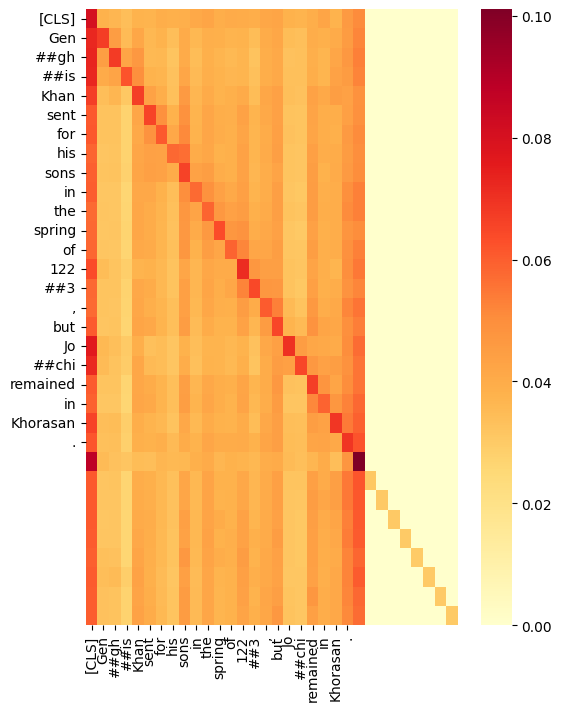 [CLS]
Gen
##gh
##is
Khan
sent
for
his
sons
in
the
spring
of
122
##3
,
but
Jo
##chi
remained
in
Khorasan
.
[CLS]
Gen
##gh
##is
Khan
sent
for
his
sons
in
the
spring
of
122
##3
,
but
Jo
##chi
remained
in
Khorasan
.
0.10
0.08
0.06
0.04
0.02
0.00